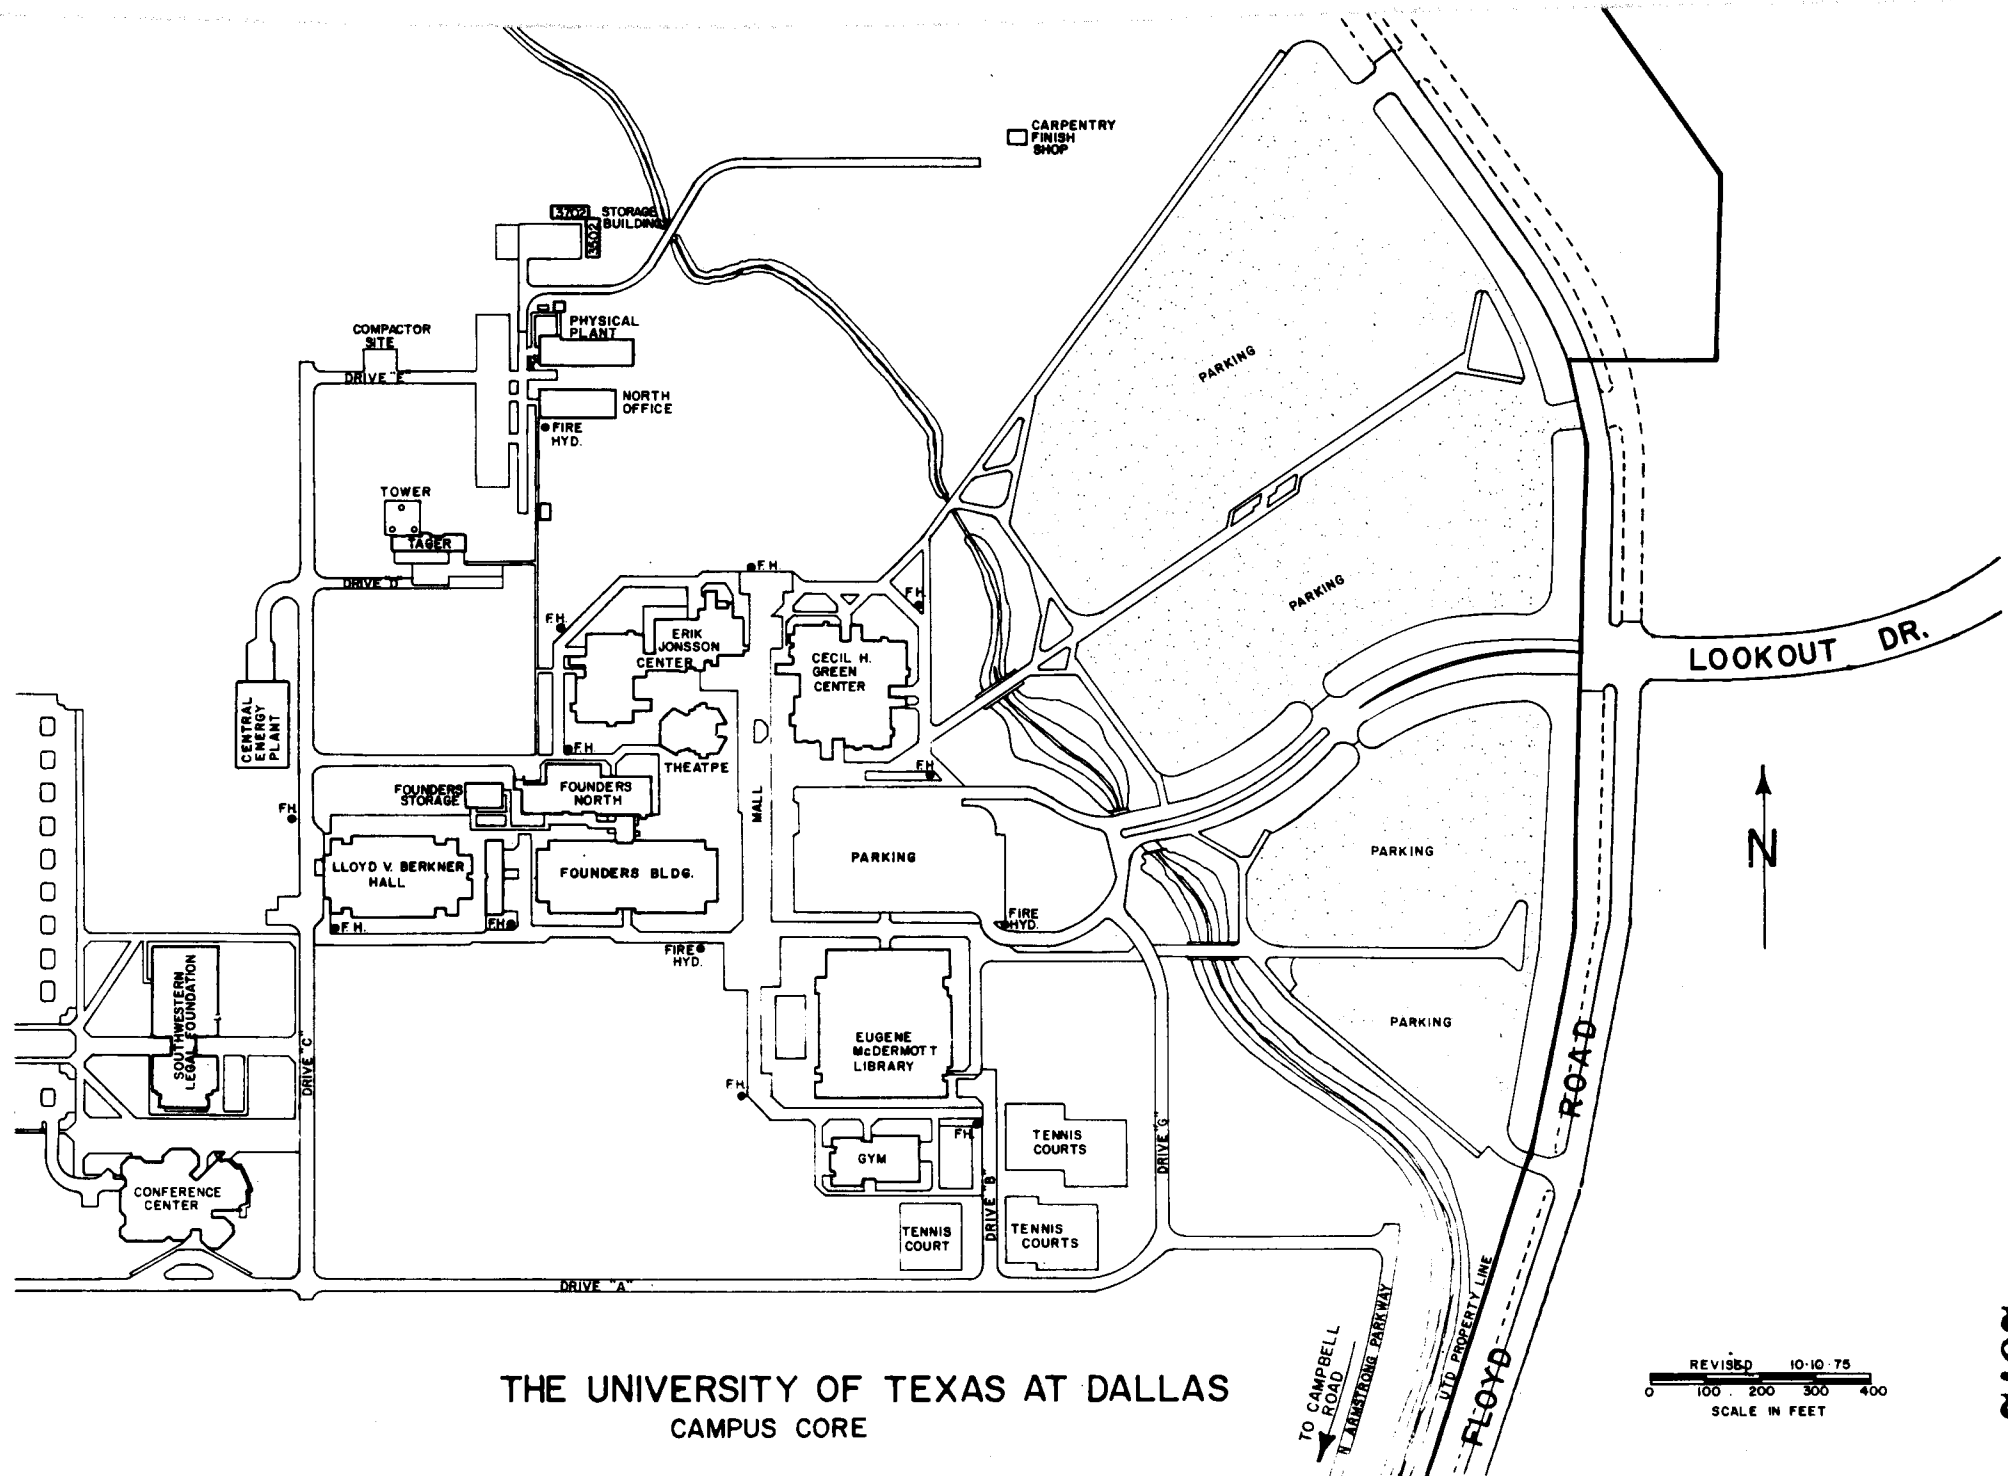 CARPENTRY
FINISH
SHOP
3702
STORAGE
BUILDING
3602
PHYSICAL
PLANT
COMPACTOR
SITE
DRIVE "E"
NORTH
OFFICE
FIRE
HYD.
PARKING
TOWER
TAGER
DRIVE "D"
F.H.
F.H.
F.H.
PARKING
ERIK
JONSSON
CENTER
CECIL H.
GREEN
CENTER
LOOKOUT DR.
CENTRAL
ENERGY
PLANT
F.H.
THEATPE
F.H.
FOUNDERS
STORAGE
FOUNDERS
NORTH
MALL
F.H.
N
LLOYD V. BERKNER
HALL
FOUNDERS BLDG.
PARKING
PARKING
F.H.
F.H.
FIRE
HYD.
FIRE
HYD.
SOUTHWESTERN
LEGAL FOUNDATION
DRIVE "C"
EUGENE
McDERMOTT
LIBRARY
PARKING
F.H.
F.H.
GYM
TENNIS
COURTS
DRIVE "G"
CONFERENCE
CENTER
DRIVE "B"
TENNIS
COURT
TENNIS
COURTS
DRIVE "A"
TO CAMPBELL
ROAD
N ARMSTRONG PARKWAY
UTD PROPERTY LINE
FLOYD ROAD
THE UNIVERSITY OF TEXAS AT DALLAS
CAMPUS CORE
REVISED 10-10-75
0 100 200 300 400
SCALE IN FEET